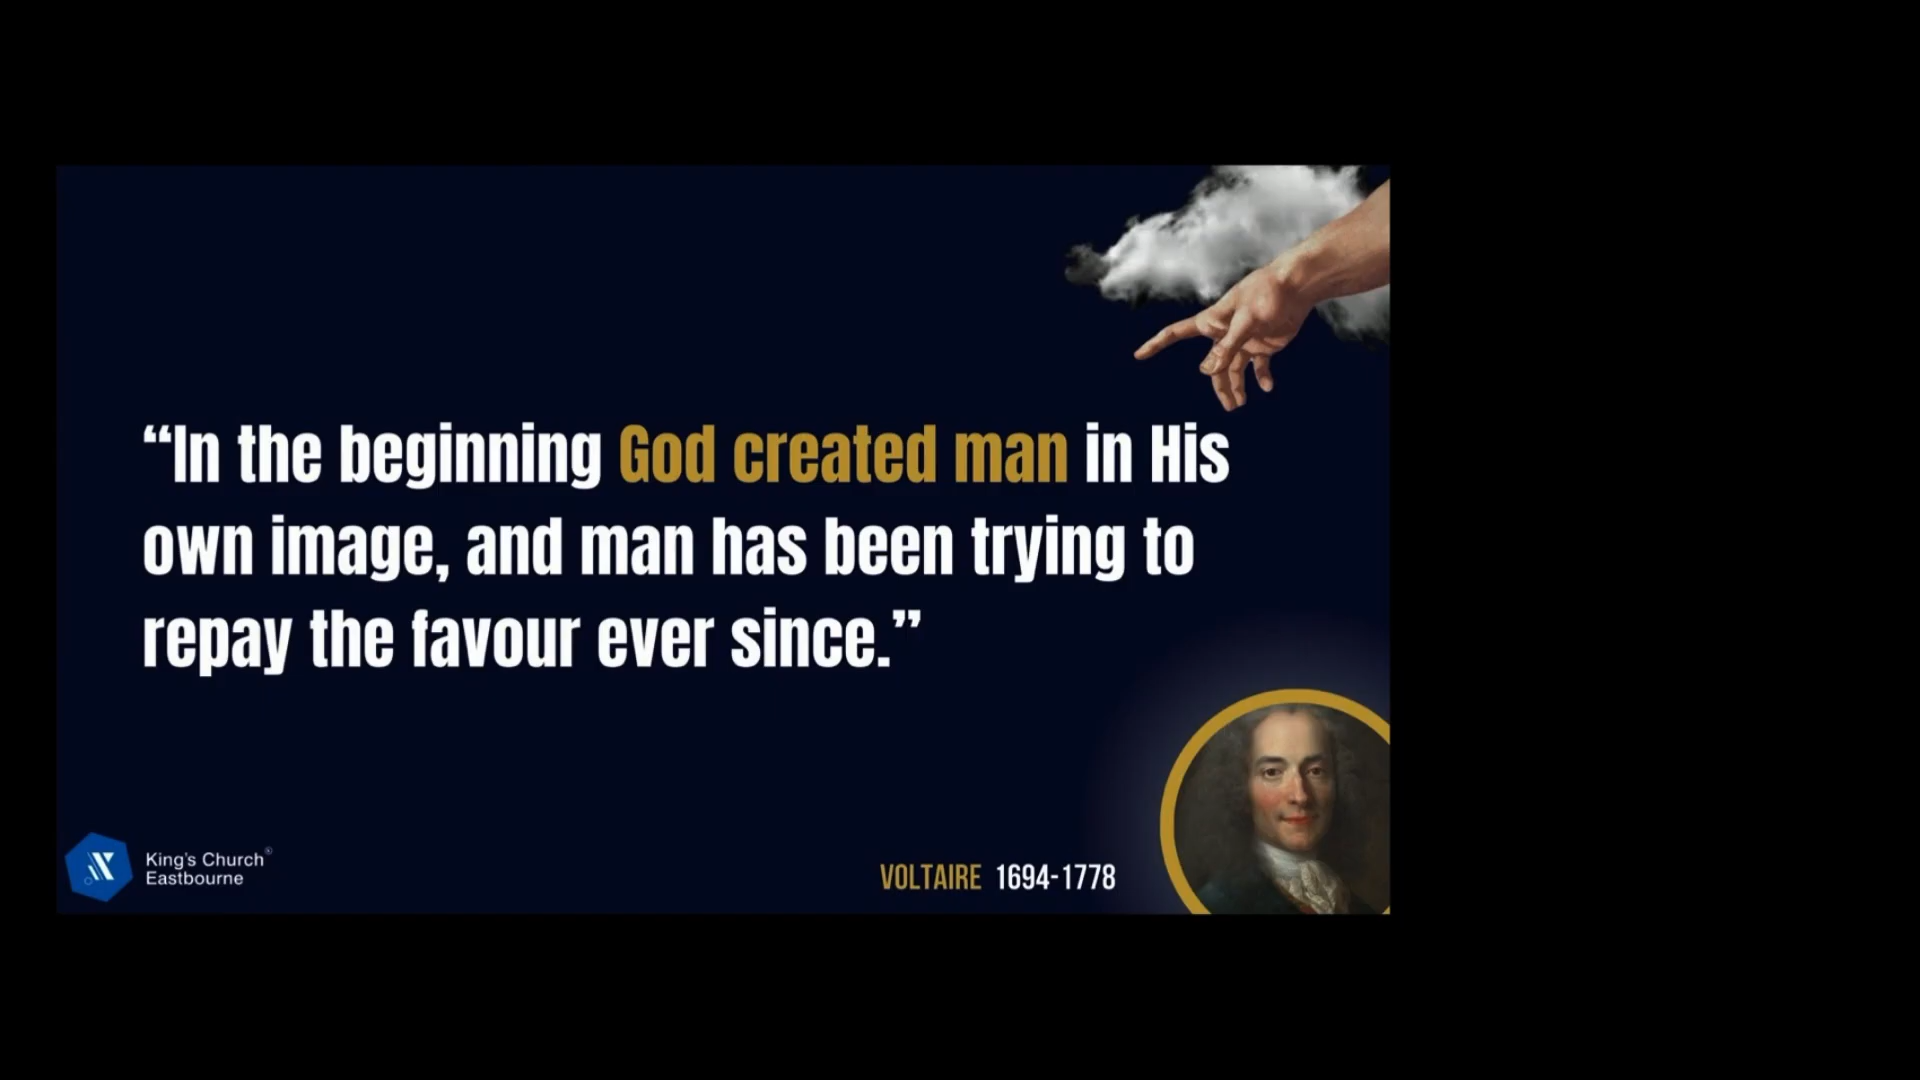 “In the beginning God created man in His
own image, and man has been trying to
repay the favour ever since.”
King's Church®
Eastbourne
VOLTAIRE 1694-1778